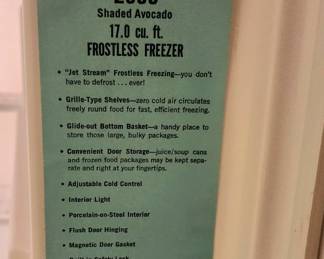 Shaded Avocado
17.0 cu. ft.
FROSTLESS FREEZER
• "Jet Stream" Frostless Freezing—you don't
have to defrost . . . ever!
• Grille-Type Shelves—zero cold air circulates
freely round food for fast, efficient freezing.
• Glide-out Bottom Basket—a handy place to
store those large, bulky packages.
• Convenient Door Storage—juice/soup cans
and frozen food packages may be kept sepa-
rate and right at your fingertips.
• Adjustable Cold Control
• Interior Light
• Porcelain-on-Steel Interior
• Flush Door Hinging
• Magnetic Door Gasket